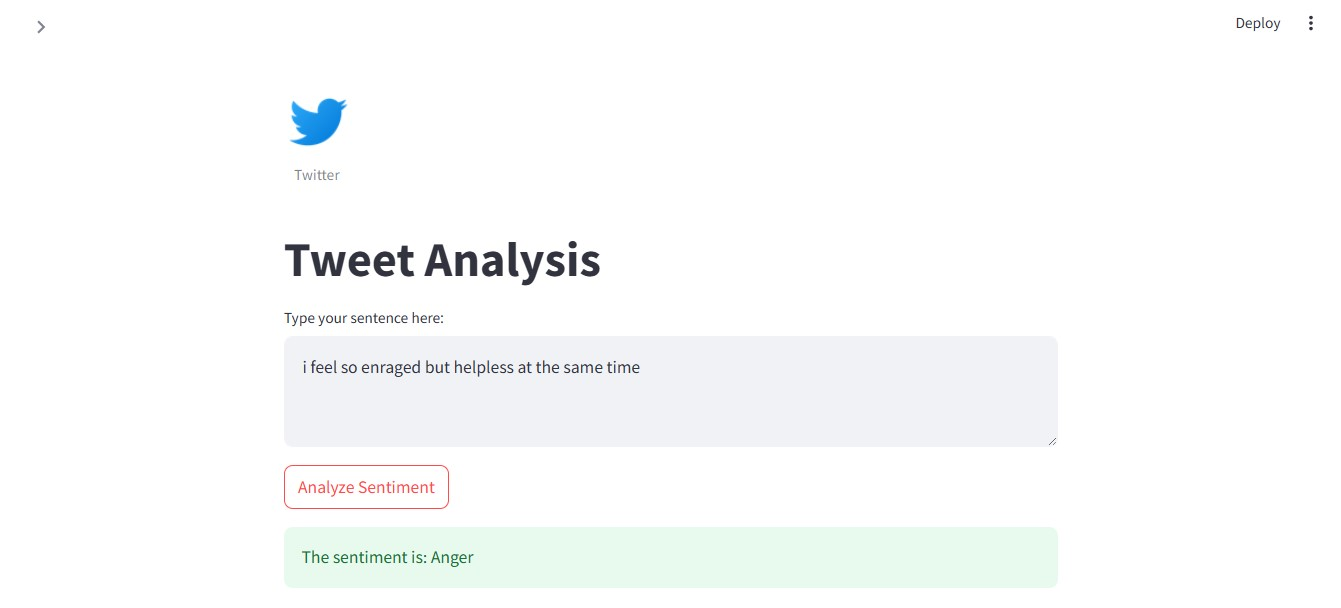 Deploy
Twitter
Tweet Analysis
Type your sentence here:
i feel so enraged but helpless at the same time
Analyze Sentiment
The sentiment is: Anger